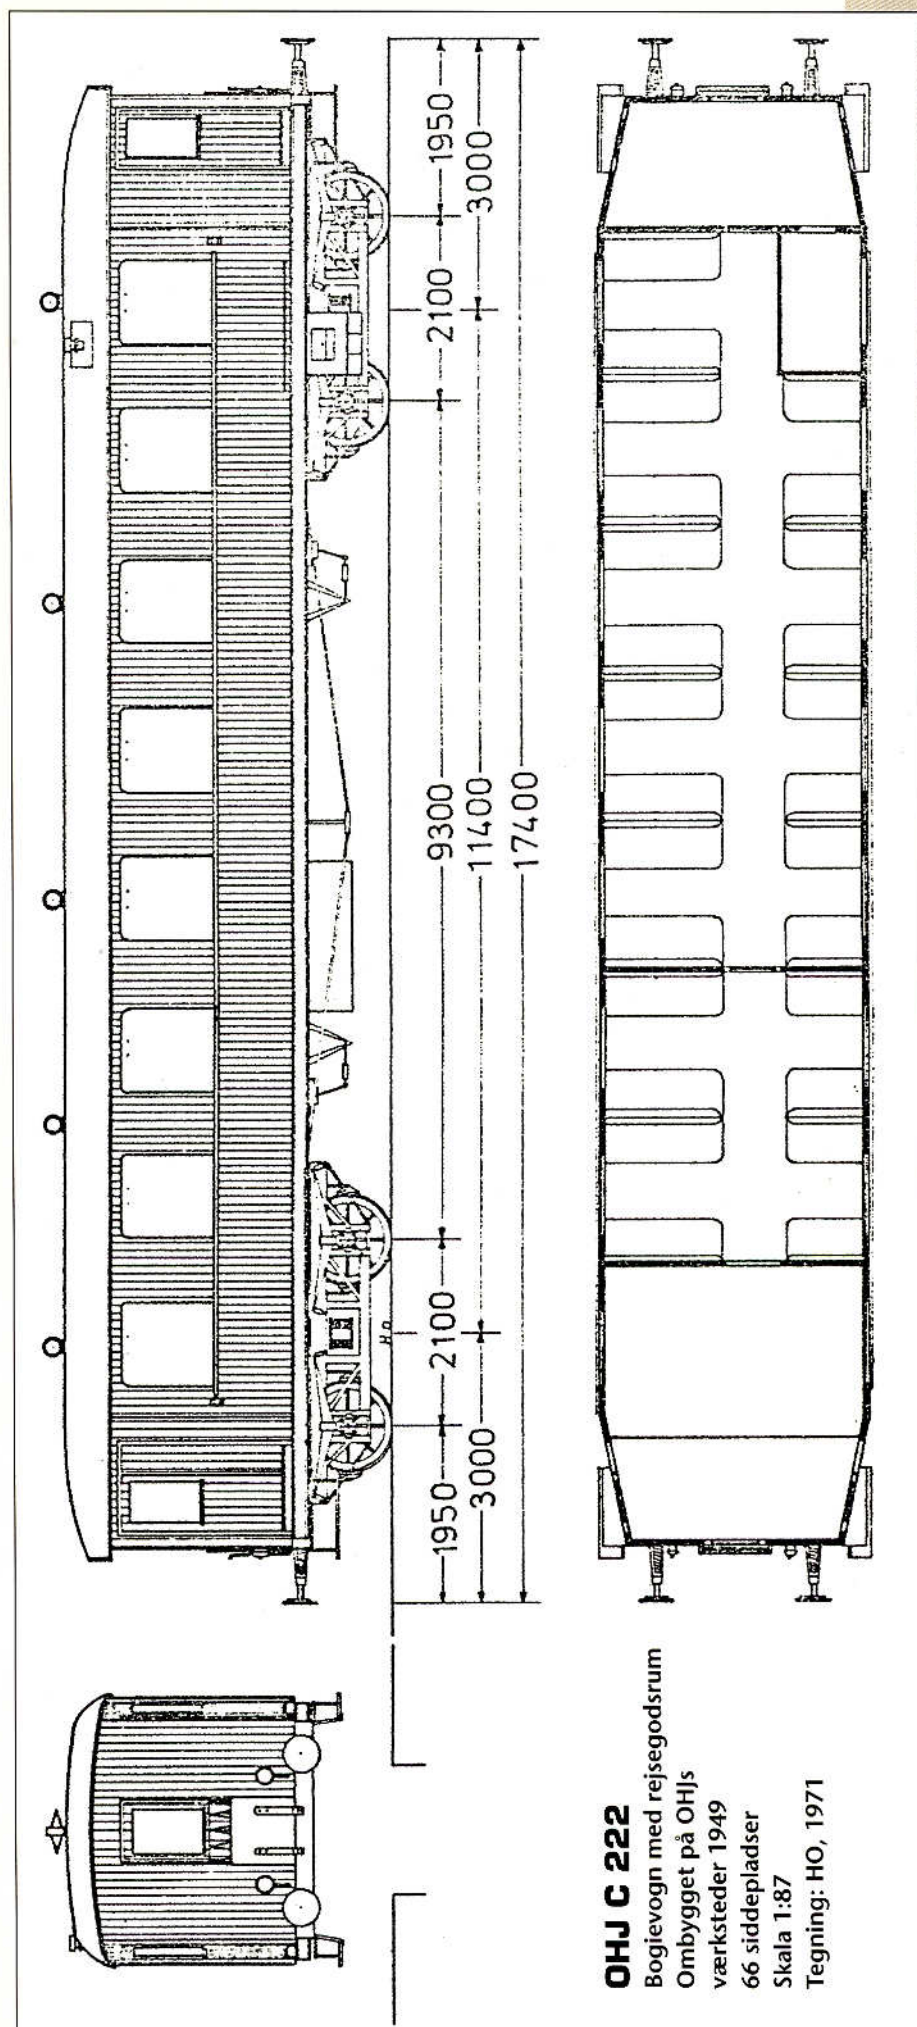 1950
2100
9300
2100
1950
3000
11400
3000
17400
OHJ C 222
Bogievogn med rejsegodsrum
Ombygget på OHJs
værksteder 1949
66 siddepladser
Skala 1:87
Tegning: HO, 1971